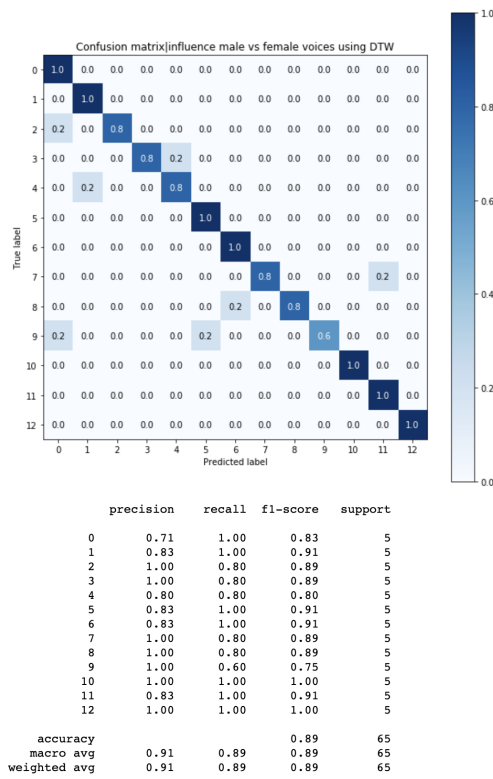 Confusion matrix|influence male vs female voices using DTW
1.0
0 1.0 0.0 0.0 0.0 0.0 0.0 0.0 0.0 0.0 0.0 0.0 0.0 0.0
1 0.0 1.0 0.0 0.0 0.0 0.0 0.0 0.0 0.0 0.0 0.0 0.0 0.0
0.8
2 0.2 0.0 0.8 0.0 0.0 0.0 0.0 0.0 0.0 0.0 0.0 0.0 0.0
3 0.0 0.0 0.0 0.8 0.2 0.0 0.0 0.0 0.0 0.0 0.0 0.0 0.0
4 0.0 0.2 0.0 0.0 0.8 0.0 0.0 0.0 0.0 0.0 0.0 0.0 0.0
0.6
5 0.0 0.0 0.0 0.0 0.0 1.0 0.0 0.0 0.0 0.0 0.0 0.0 0.0
True label
6 0.0 0.0 0.0 0.0 0.0 0.0 1.0 0.0 0.0 0.0 0.0 0.0 0.0
7 0.0 0.0 0.0 0.0 0.0 0.0 0.0 0.8 0.0 0.0 0.0 0.2 0.0
0.4
8 0.0 0.0 0.0 0.0 0.0 0.0 0.2 0.0 0.8 0.0 0.0 0.0 0.0
9 0.2 0.0 0.0 0.0 0.0 0.2 0.0 0.0 0.0 0.6 0.0 0.0 0.0
10 0.0 0.0 0.0 0.0 0.0 0.0 0.0 0.0 0.0 0.0 1.0 0.0 0.0
0.2
11 0.0 0.0 0.0 0.0 0.0 0.0 0.0 0.0 0.0 0.0 0.0 1.0 0.0
12 0.0 0.0 0.0 0.0 0.0 0.0 0.0 0.0 0.0 0.0 0.0 0.0 1.0
0 1 2 3 4 5 6 7 8 9 10 11 12
Predicted label
0.0
precision recall f1-score support
0 0.71 1.00 0.83 5
1 0.83 1.00 0.91 5
2 1.00 0.80 0.89 5
3 1.00 0.80 0.89 5
4 0.80 0.80 0.80 5
5 0.83 1.00 0.91 5
6 0.83 1.00 0.91 5
7 1.00 0.80 0.89 5
8 1.00 0.80 0.89 5
9 1.00 0.60 0.75 5
10 1.00 1.00 1.00 5
11 0.83 1.00 0.91 5
12 1.00 1.00 1.00 5
accuracy 0.89 65
macro avg 0.91 0.89 0.89 65
weighted avg 0.91 0.89 0.89 65